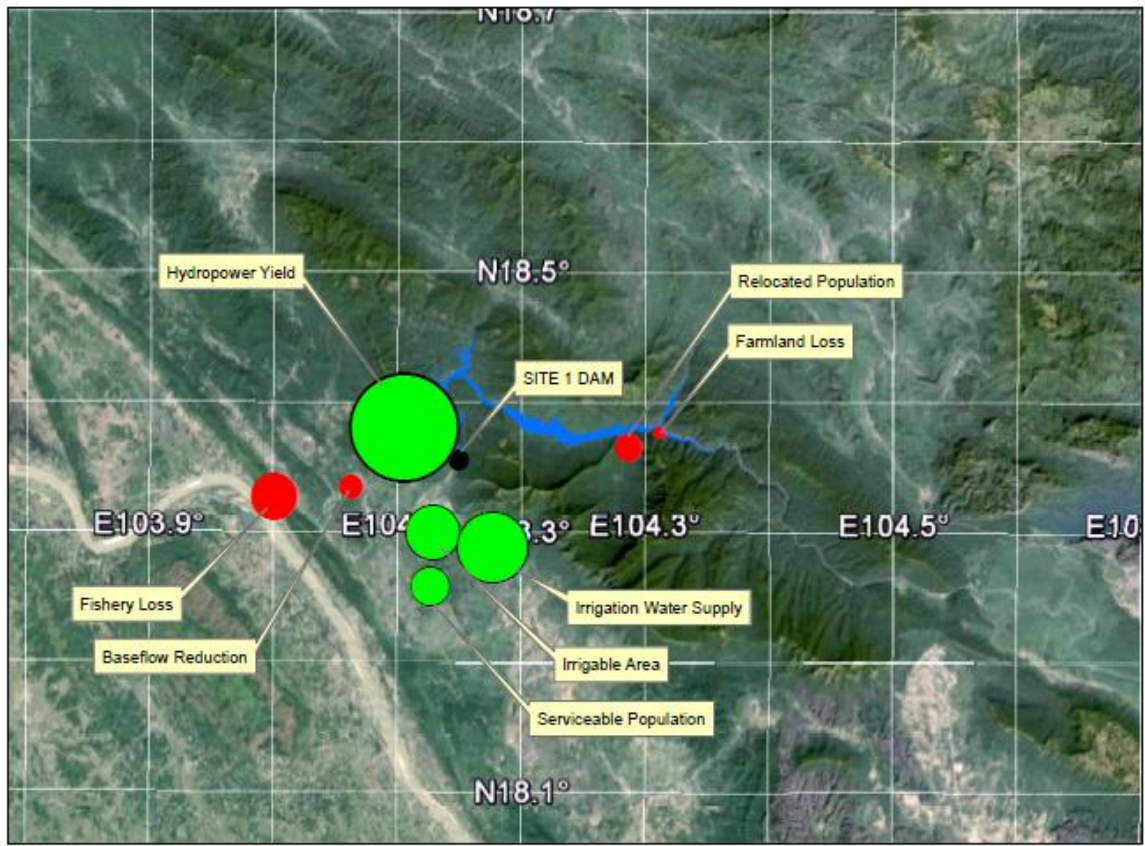 N18.7°
Hydropower Yield
N18.5°
Relocated Population
Farmland Loss
SITE 1 DAM
E103.9°
E104.3°
E104.5°
Fishery Loss
Irrigation Water Supply
Baseflow Reduction
Irrigable Area
Serviceable Population
N18.1°